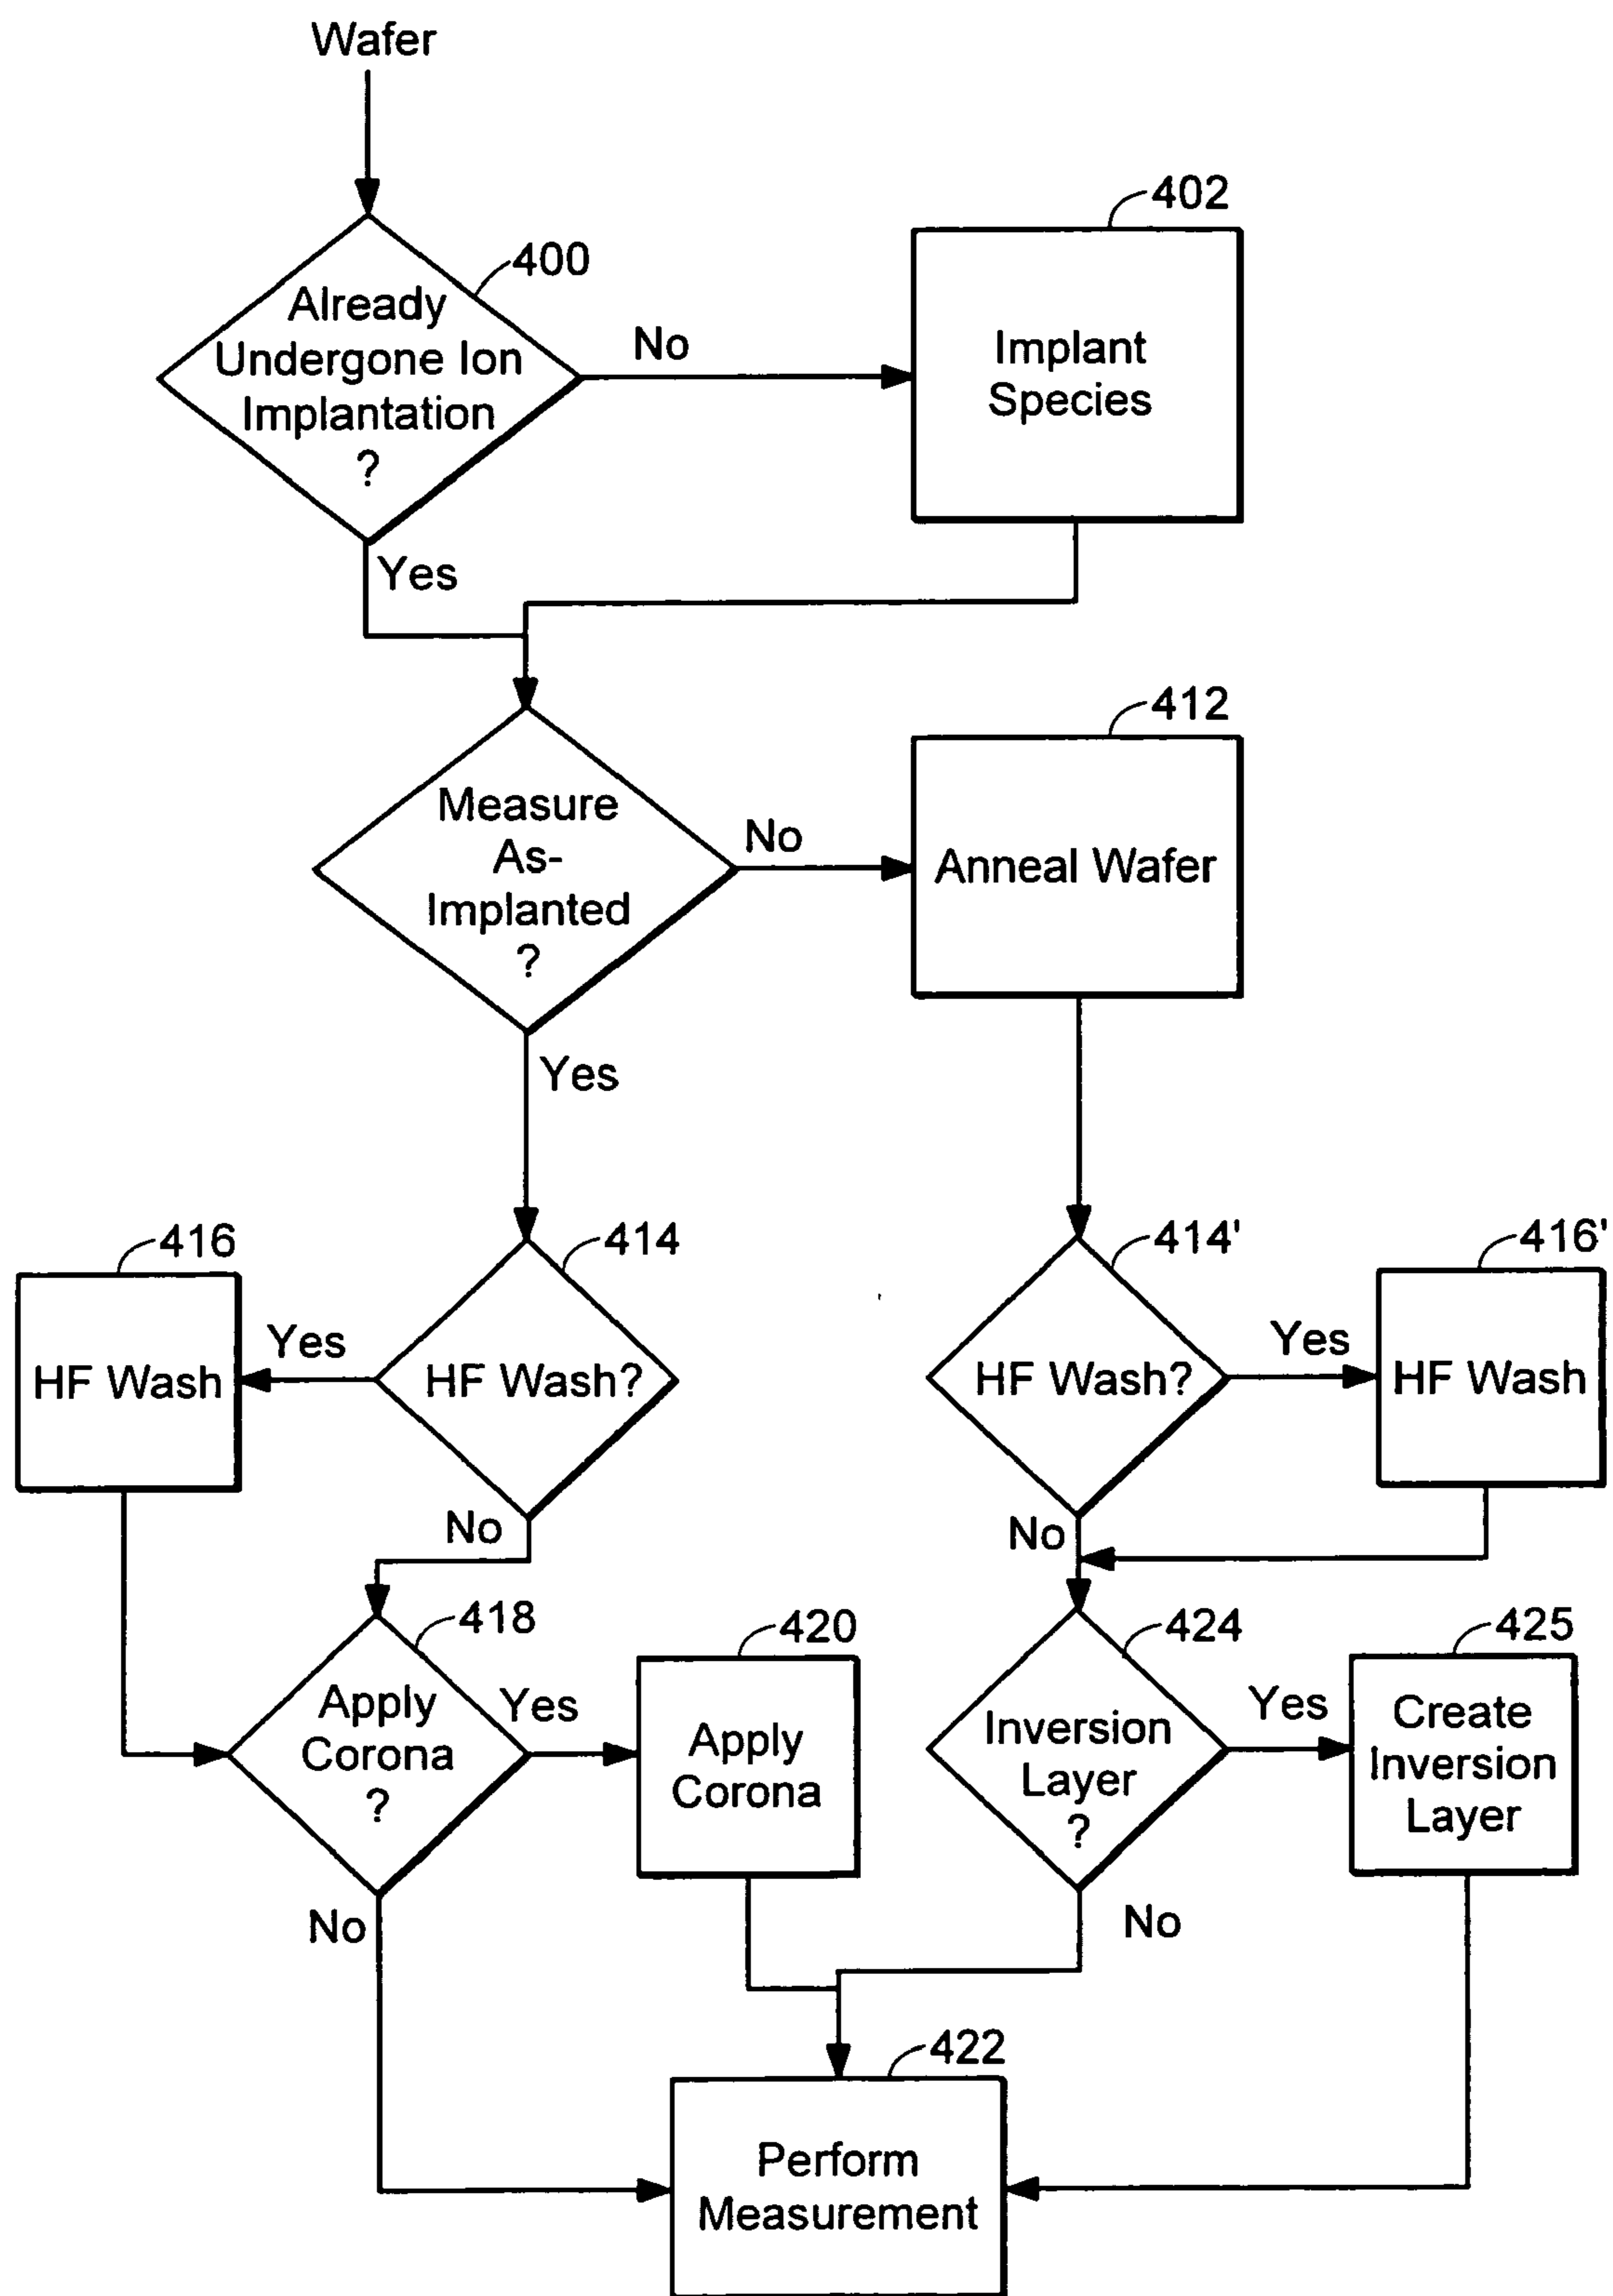 Wafer
400
Already
Undergone Ion
Implantation
?
No
402
Implant
Species
Yes
Measure
As-
Implanted
?
No
412
Anneal Wafer
Yes
416
HF Wash
Yes
414
HF Wash?
No
414'
HF Wash?
Yes
416'
HF Wash
No
418
Apply
Corona
?
Yes
420
Apply
Corona
No
424
Inversion
Layer
?
Yes
425
Create
Inversion
Layer
No
422
Perform
Measurement